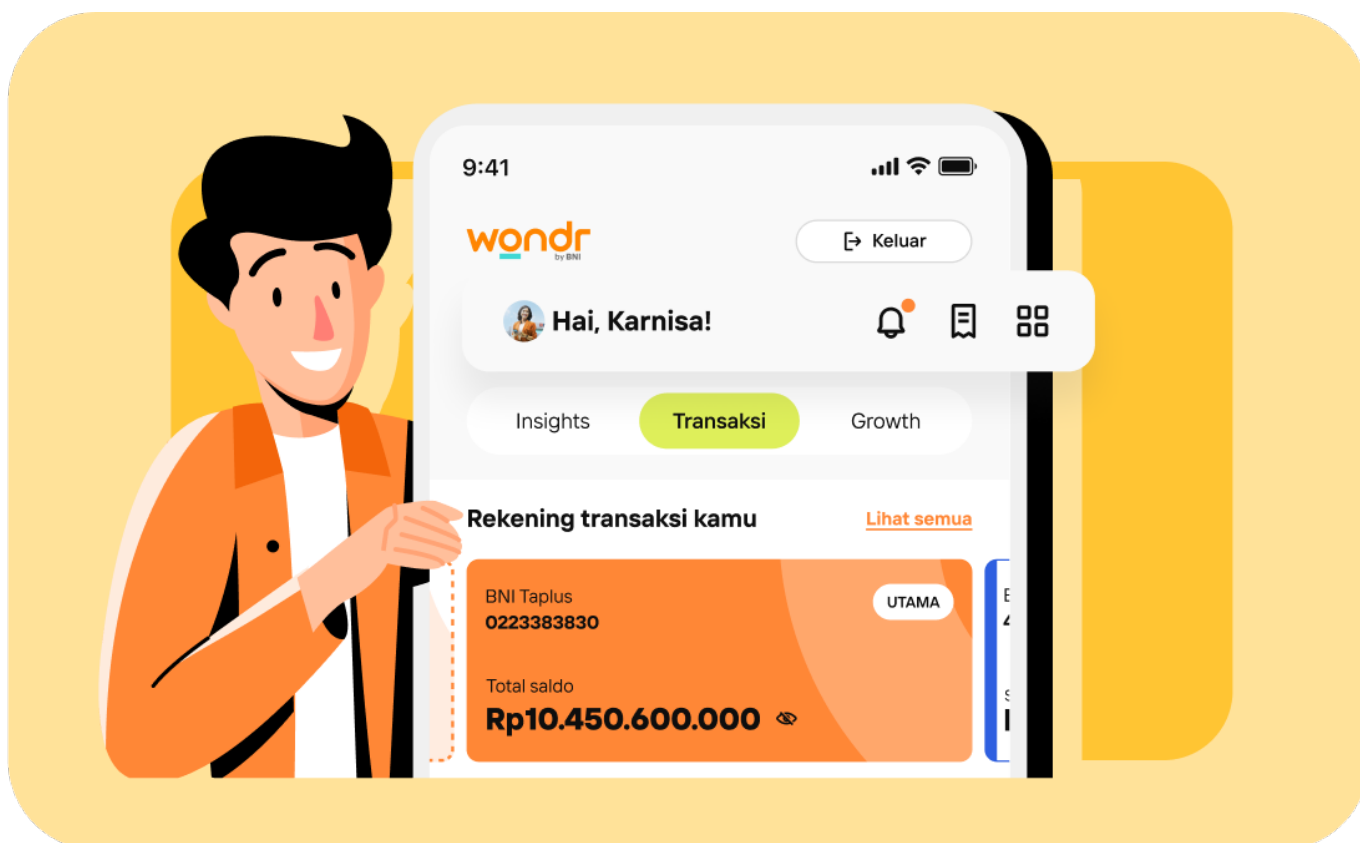 9:41
wondr
by BNI
Keluar
Hai, Karnisa!
Insights Transaksi Growth
Rekening transaksi kamu Lihat semua
BNI Taplus
UTAMA
0223383830
Total saldo
Rp10.450.600.000